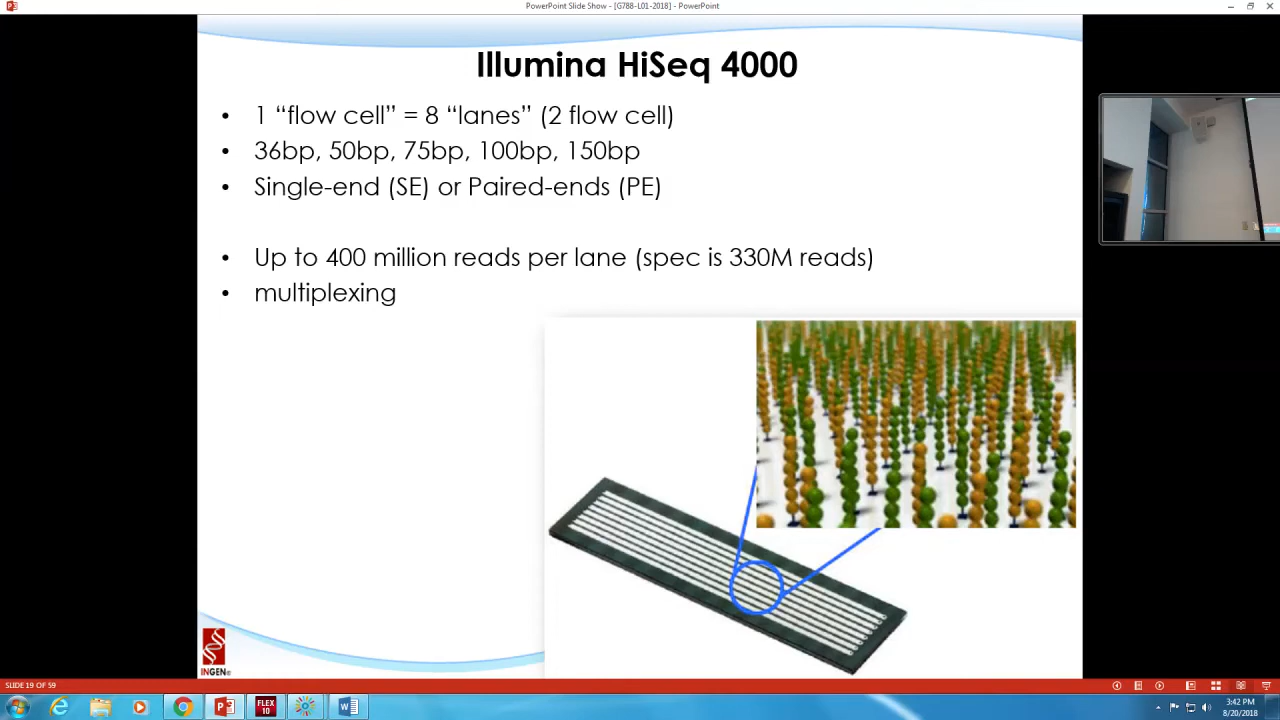 PowerPoint Slide Show - [G788-L01-2018] - PowerPoint
Illumina HiSeq 4000
• 1 “flow cell” = 8 “lanes” (2 flow cell)
• 36bp, 50bp, 75bp, 100bp, 150bp
• Single-end (SE) or Paired-ends (PE)
• Up to 400 million reads per lane (spec is 330M reads)
• multiplexing
INGEN®
SLIDE 19 OF 59
FLEX
10
3:42 PM
8/20/2018